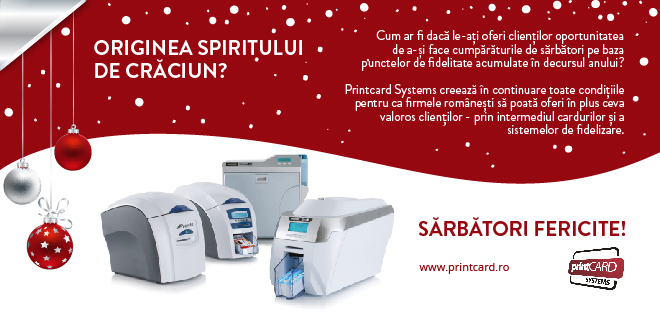 ORIGINEA SPIRITULUI
DE CRĂCIUN?
Cum ar fi dacă le-ați oferi clienților oportunitatea
de a-și face cumpărăturile de sărbători pe baza
punctelor de fidelitate acumulate în decursul anului?
Printcard Systems creează în continuare toate condițiile
pentru ca firmele românești să poată oferi în plus ceva
valoros clienților - prin intermediul cardurilor și a
sistemelor de fidelizare.
SĂRBĂTORI FERICITE!
www.printcard.ro
printCARD
SYSTEMS